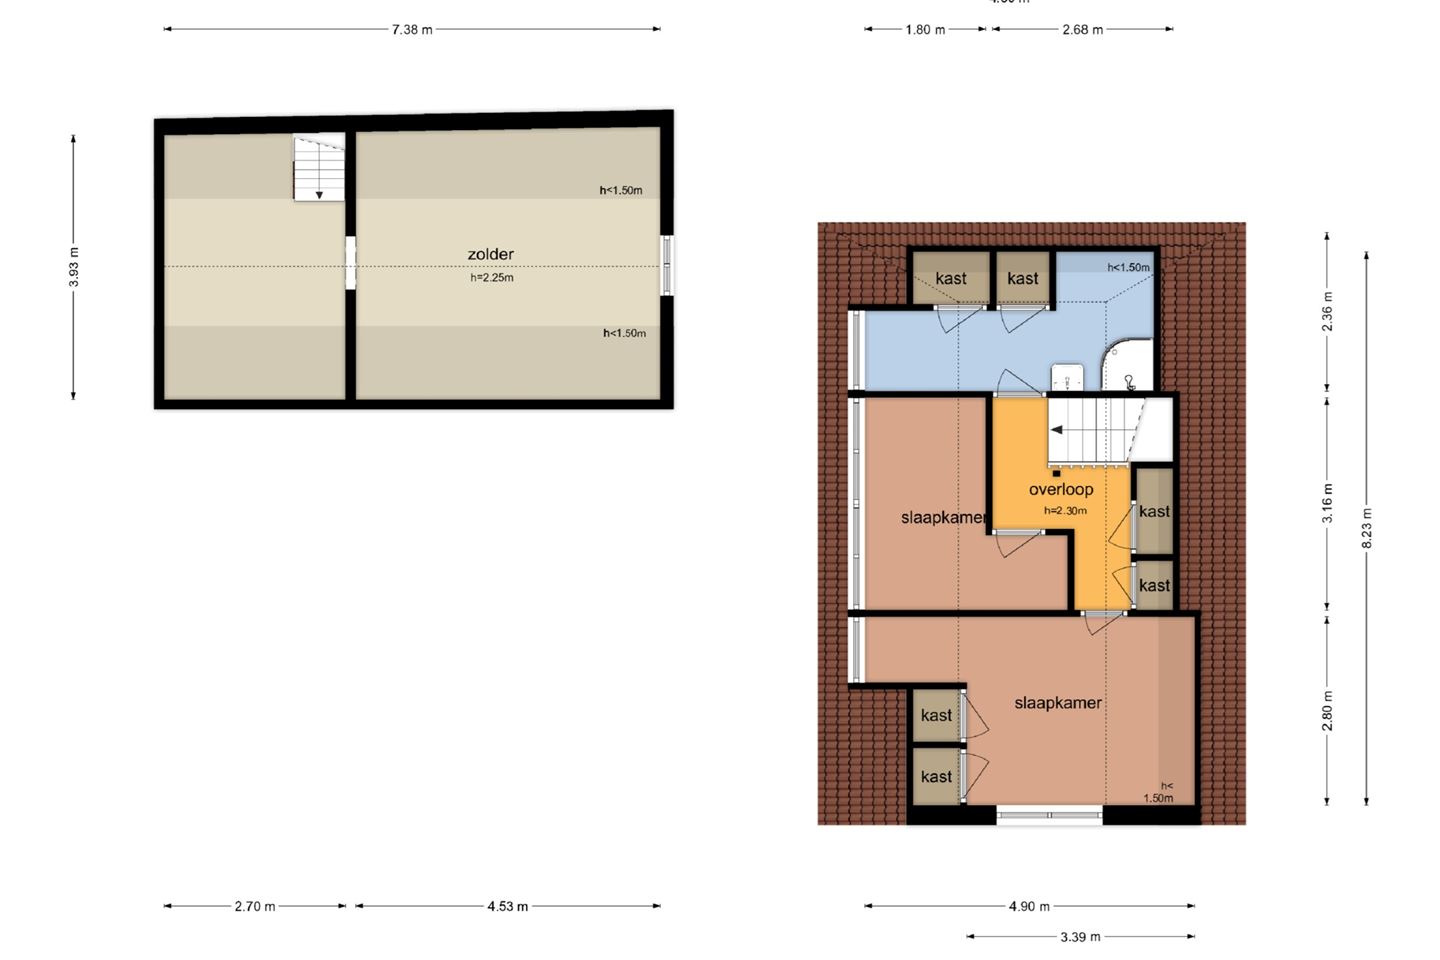 7.38 m
1.80 m
2.68 m
3.93 m
h<1.50m
zolder
h=2.25m
h<1.50m
2.70 m
4.53 m
kast
kast
h<1.50m
overloop
h=2.30m
slaapkamer
kast
kast
slaapkamer
kast
kast
h<
1.50m
2.36 m
3.16 m
8.23 m
2.80 m
4.90 m
3.39 m